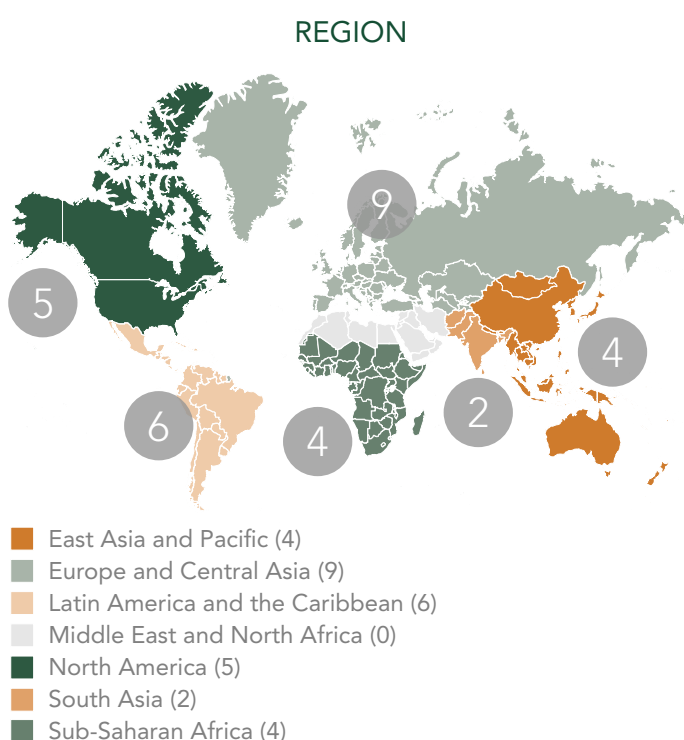 REGION
9
5
4
2
6
4
East Asia and Pacific (4)
Europe and Central Asia (9)
Latin America and the Caribbean (6)
Middle East and North Africa (0)
North America (5)
South Asia (2)
Sub-Saharan Africa (4)